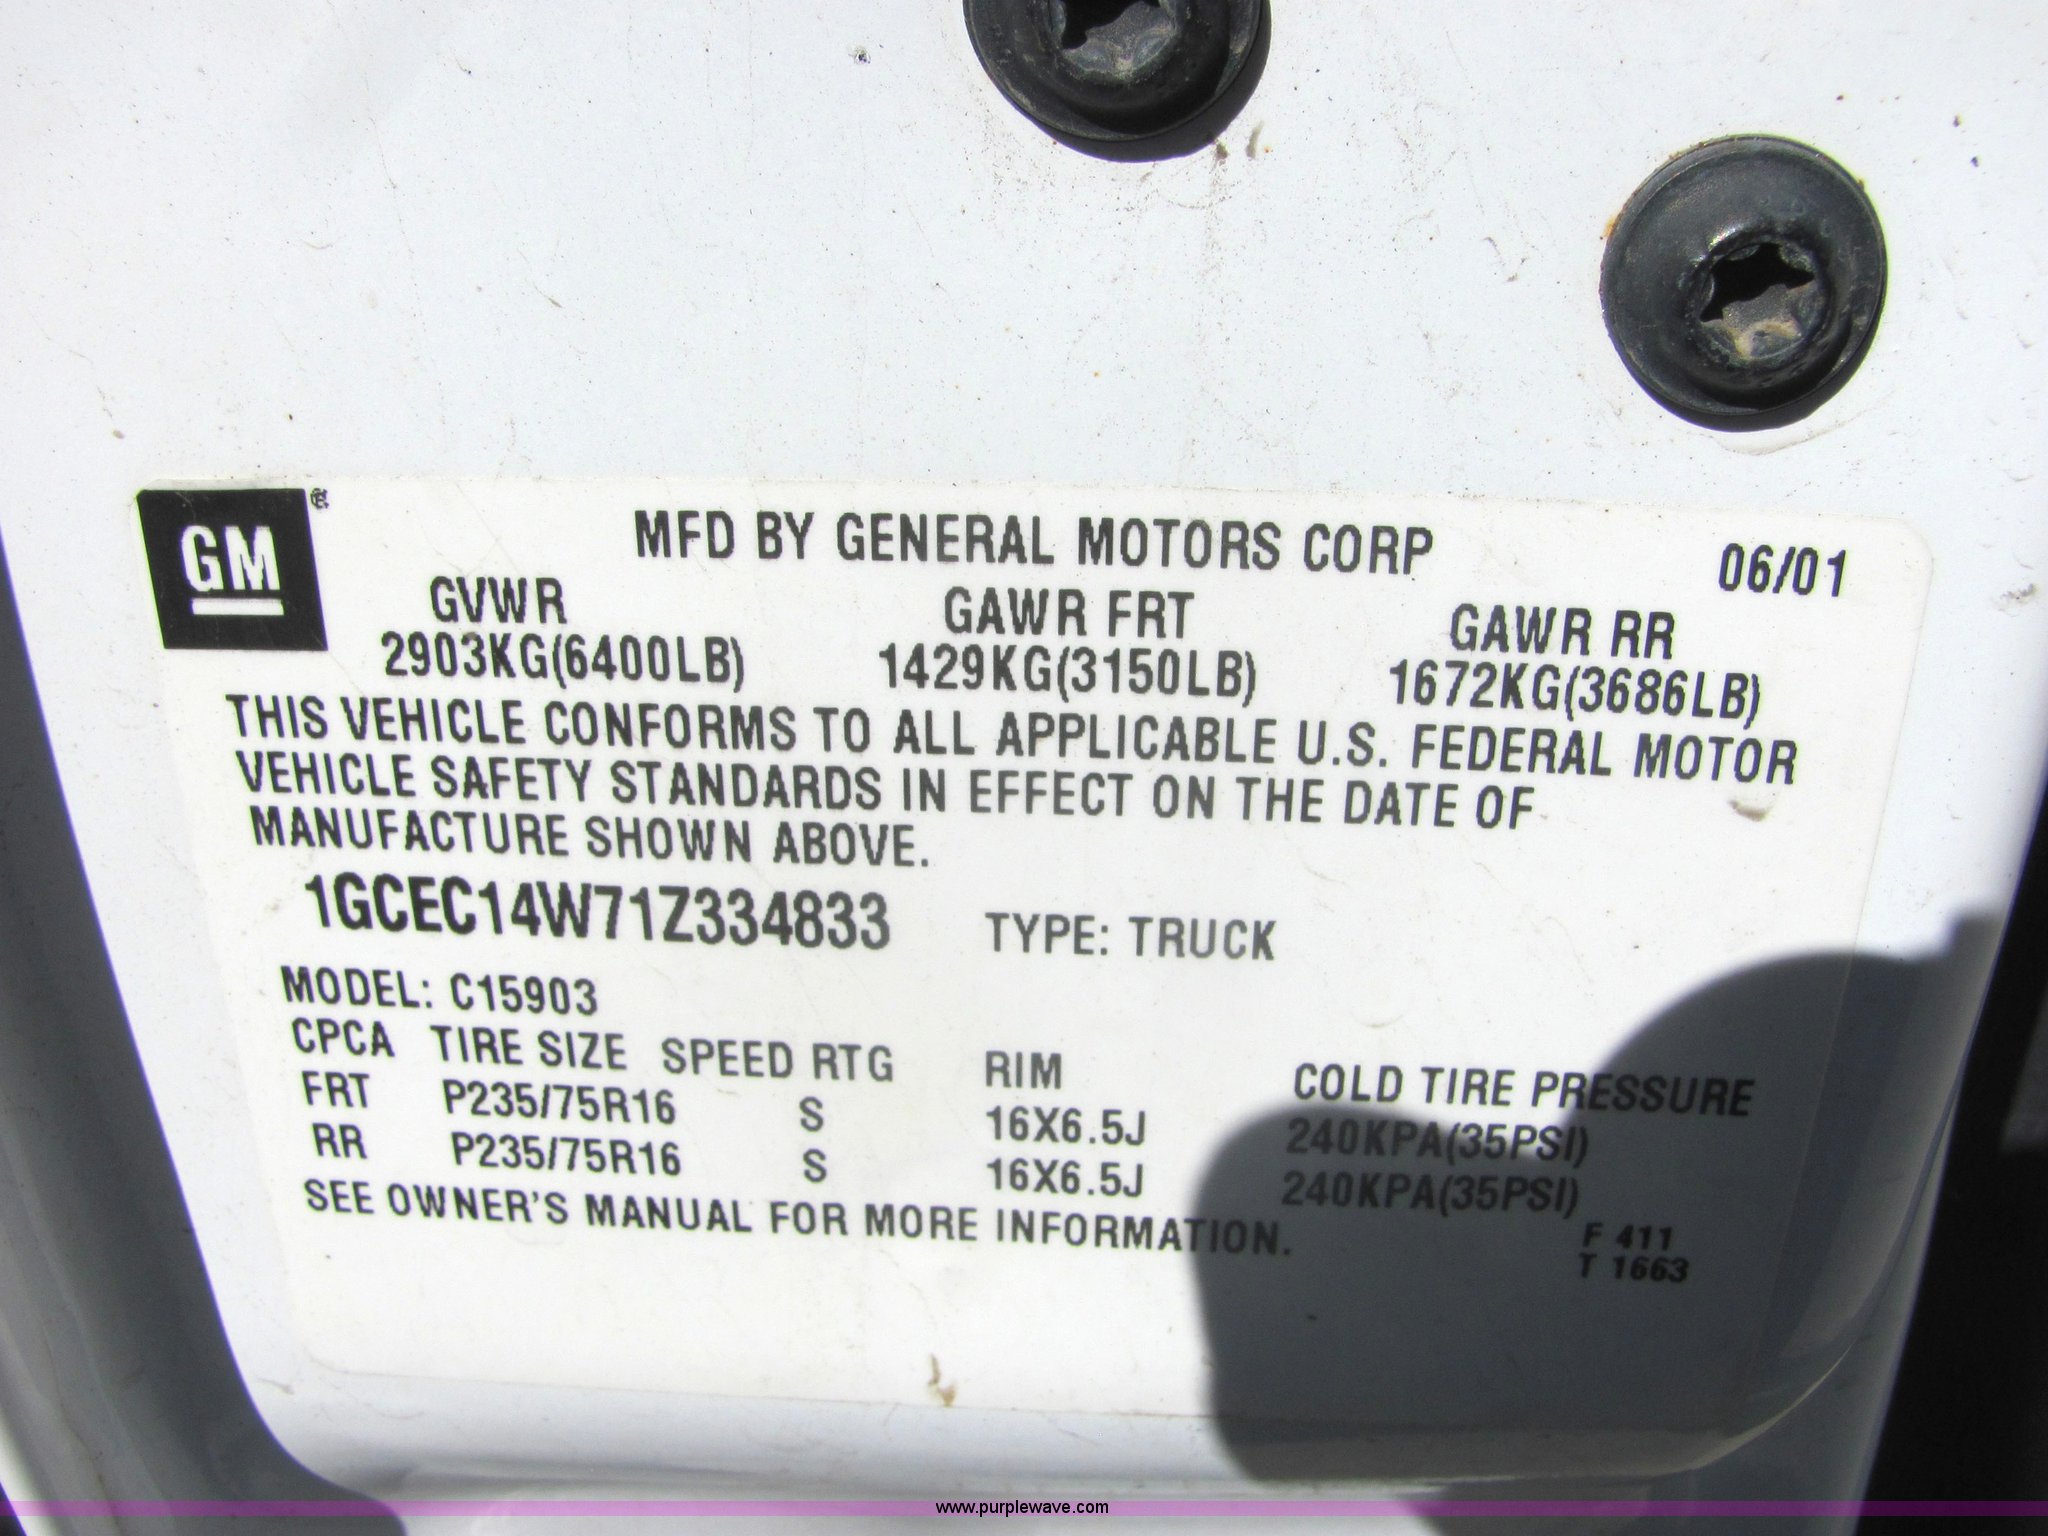 GM
MFD BY GENERAL MOTORS CORP 06/01
GVWR GAWR FRT GAWR RR
2903KG(6400LB) 1429KG(3150LB) 1672KG(3686LB)
THIS VEHICLE CONFORMS TO ALL APPLICABLE U.S. FEDERAL MOTOR
VEHICLE SAFETY STANDARDS IN EFFECT ON THE DATE OF
MANUFACTURE SHOWN ABOVE.
1GCEC14W71Z334833 TYPE: TRUCK
MODEL: C15903
CPCA TIRE SIZE SPEED RTG RIM COLD TIRE PRESSURE
FRT P235/75R16 S 16X6.5J 240KPA(35PSI)
RR P235/75R16 S 16X6.5J 240KPA(35PSI)
SEE OWNER'S MANUAL FOR MORE INFORMATION.
F 411
T 1663
www.purplewave.com